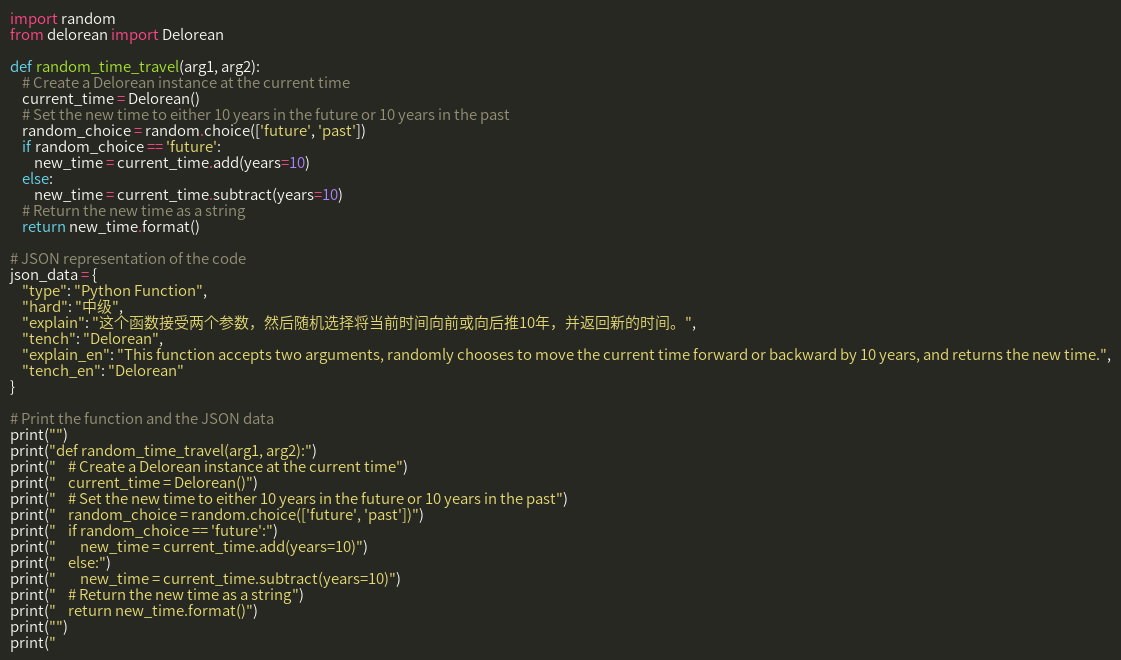 import random
from delorean import Delorean

def random_time_travel(arg1, arg2):
    # Create a Delorean instance at the current time
    current_time = Delorean()
    # Set the new time to either 10 years in the future or 10 years in the past
    random_choice = random.choice(['future', 'past'])
    if random_choice == 'future':
        new_time = current_time.add(years=10)
    else:
        new_time = current_time.subtract(years=10)
    # Return the new time as a string
    return new_time.format()

# JSON representation of the code
json_data = {
    "type": "Python Function",
    "hard": "中级",
    "explain": "这个函数接受两个参数，然后随机选择将当前时间向前或向后推10年，并返回新的时间。",
    "tench": "Delorean",
    "explain_en": "This function accepts two arguments, randomly chooses to move the current time forward or backward by 10 years, and returns the new time.",
    "tench_en": "Delorean"
}

# Print the function and the JSON data
print("")
print("def random_time_travel(arg1, arg2):")
print("    # Create a Delorean instance at the current time")
print("    current_time = Delorean()")
print("    # Set the new time to either 10 years in the future or 10 years in the past")
print("    random_choice = random.choice(['future', 'past'])")
print("    if random_choice == 'future':")
print("        new_time = current_time.add(years=10)")
print("    else:")
print("        new_time = current_time.subtract(years=10)")
print("    # Return the new time as a string")
print("    return new_time.format()")
print("")
print("